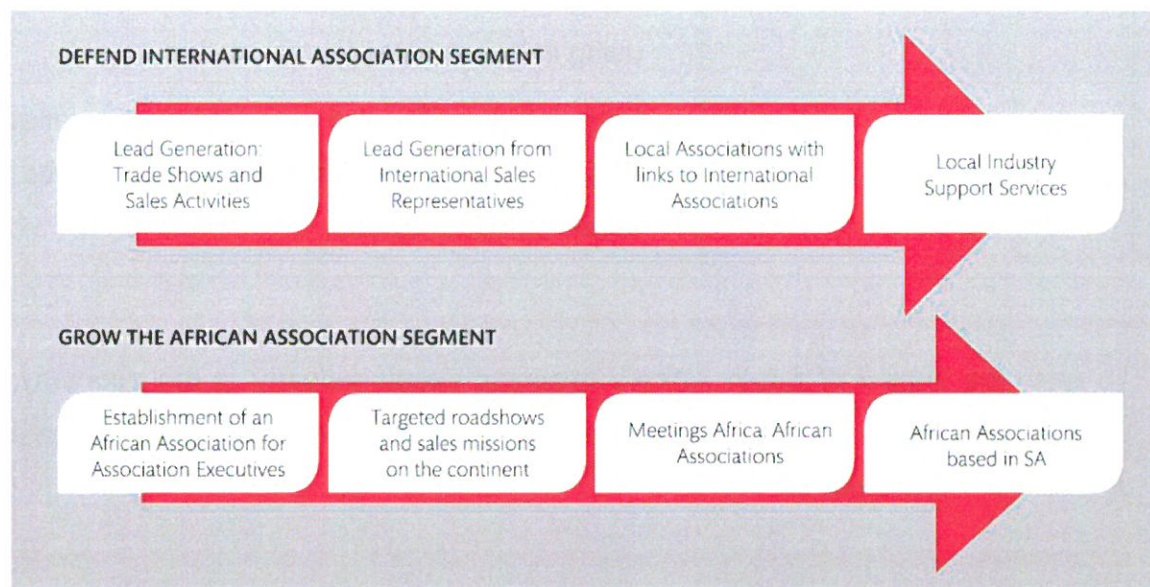 DEFEND INTERNATIONAL ASSOCIATION SEGMENT
Lead Generation:
Trade Shows and
Sales Activities
Lead Generation from
International Sales
Representatives
Local Associations with
links to International
Associations
Local Industry
Support Services
GROW THE AFRICAN ASSOCIATION SEGMENT
Establishment of an
African Association for
Association Executives
Targeted roadshows
and sales missions
on the continent
Meetings Africa. African
Associations
African Associations
based in SA